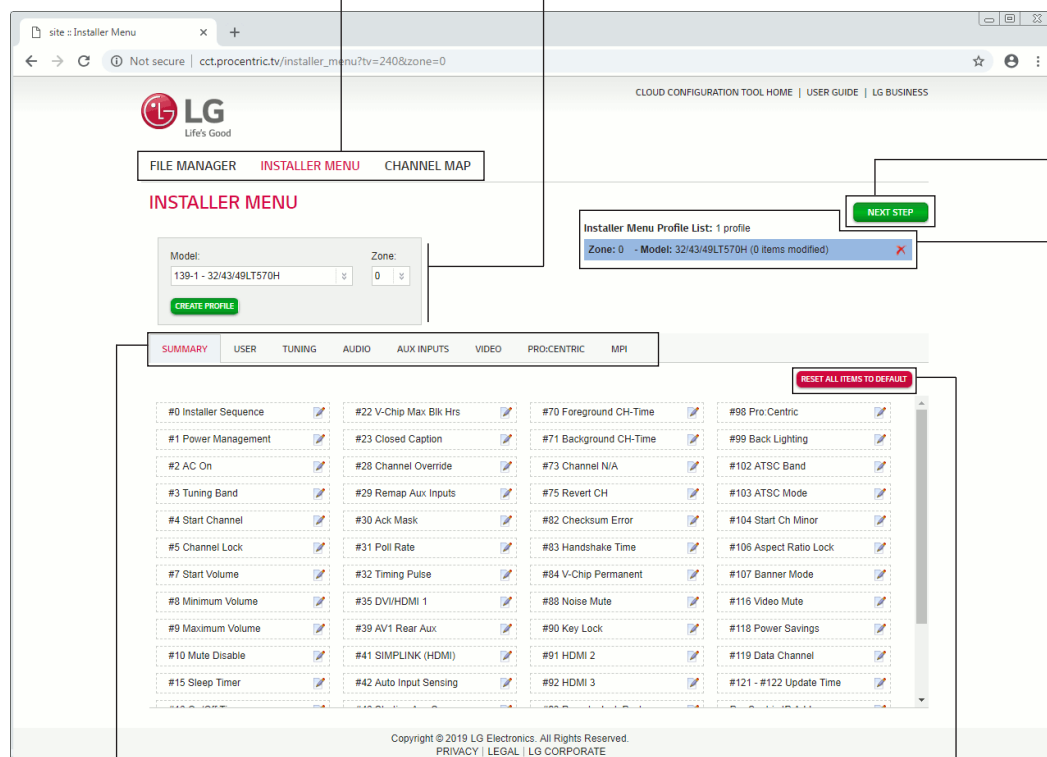 site :: Installer Menu
Not secure | cct.procentric.tv/installer_menu?tv=240&zone=0
CLOUD CONFIGURATION TOOL HOME | USER GUIDE | LG BUSINESS
LG
Life's Good
FILE MANAGER INSTALLER MENU CHANNEL MAP
INSTALLER MENU
NEXT STEP
Installer Menu Profile List: 1 profile
Zone: 0 - Model: 32/43/49LT570H (0 items modified)
Model: Zone:
139-1 - 32/43/49LT570H 0
CREATE PROFILE
SUMMARY USER TUNING AUDIO AUX INPUTS VIDEO PRO:CENTRIC MPI
RESET ALL ITEMS TO DEFAULT
#0 Installer Sequence #22 V-Chip Max Blk Hrs #70 Foreground CH-Time #98 Pro:Centric
#1 Power Management #23 Closed Caption #71 Background CH-Time #99 Back Lighting
#2 AC On #28 Channel Override #73 Channel N/A #102 ATSC Band
#3 Tuning Band #29 Remap Aux Inputs #75 Revert CH #103 ATSC Mode
#4 Start Channel #30 Ack Mask #82 Checksum Error #104 Start Ch Minor
#5 Channel Lock #31 Poll Rate #83 Handshake Time #106 Aspect Ratio Lock
#7 Start Volume #32 Timing Pulse #84 V-Chip Permanent #107 Banner Mode
#8 Minimum Volume #35 DVI/HDMI 1 #88 Noise Mute #116 Video Mute
#9 Maximum Volume #39 AV1 Rear Aux #90 Key Lock #118 Power Savings
#10 Mute Disable #41 SIMPLINK (HDMI) #91 HDMI 2 #119 Data Channel
#15 Sleep Timer #42 Auto Input Sensing #92 HDMI 3 #121 - #122 Update Time
Copyright © 2019 LG Electronics. All Rights Reserved.
PRIVACY | LEGAL | LG CORPORATE